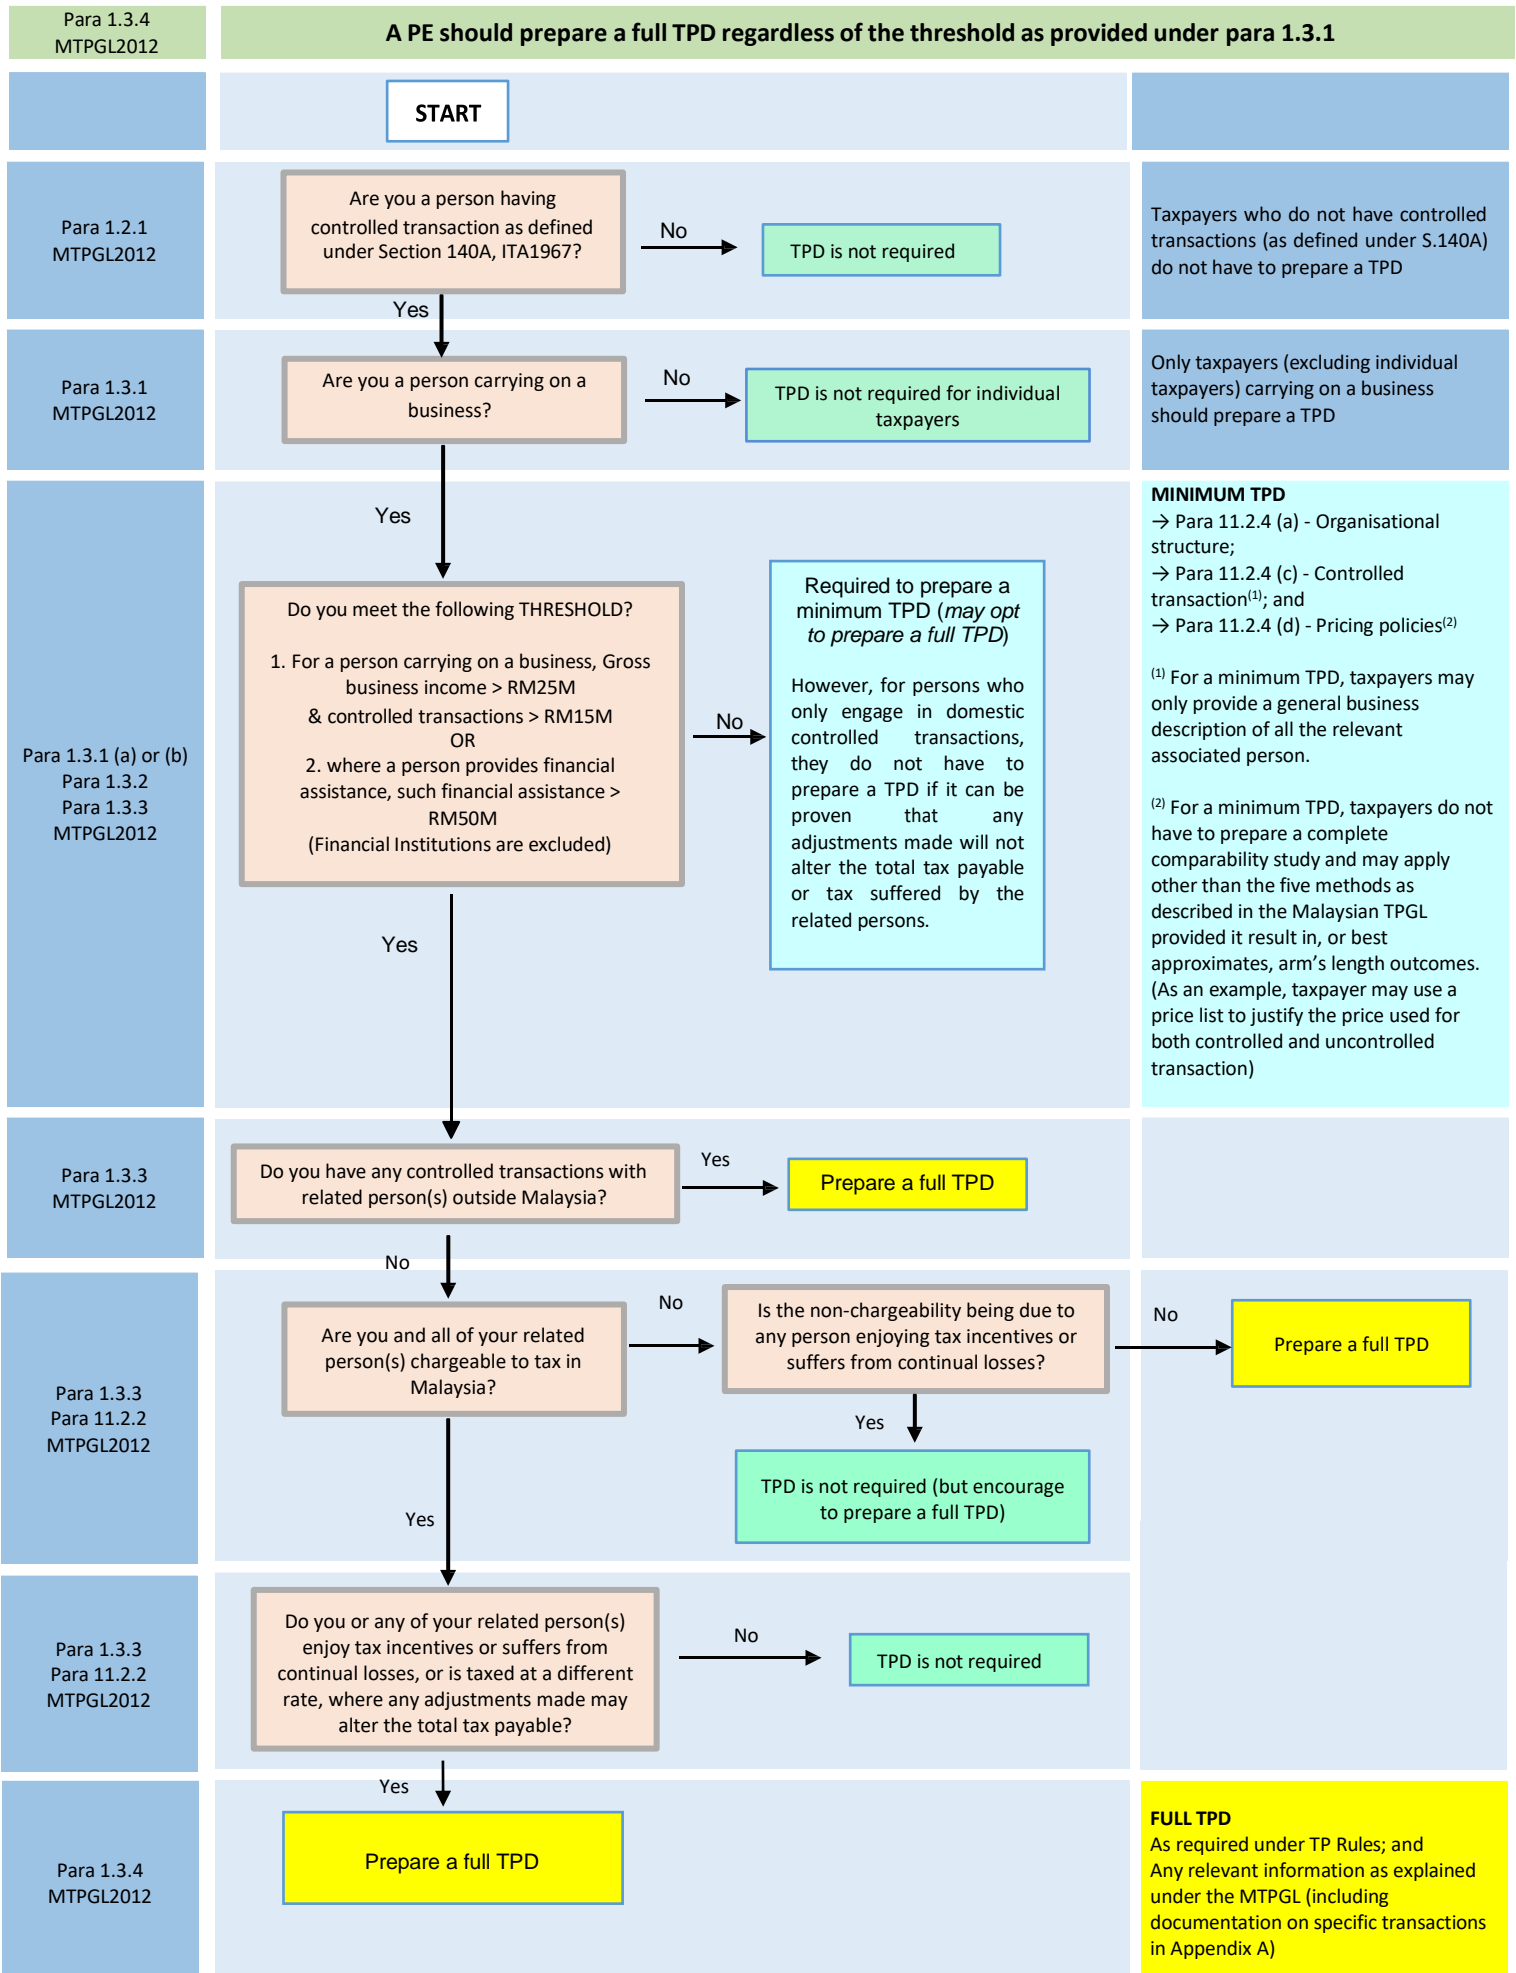 Para 1.3.4
MTPGL2012
A PE should prepare a full TPD regardless of the threshold as provided under para 1.3.1
START
Para 1.2.1
MTPGL2012
Are you a person having
controlled transaction as defined
under Section 140A, ITA1967?
No
TPD is not required
Taxpayers who do not have controlled
transactions (as defined under S.140A)
do not have to prepare a TPD
Yes
Para 1.3.1
MTPGL2012
Are you a person carrying on a
business?
No
TPD is not required for individual
taxpayers
Only taxpayers (excluding individual
taxpayers) carrying on a business
should prepare a TPD
Yes
Para 1.3.1 (a) or (b)
Para 1.3.2
Para 1.3.3
MTPGL2012
Do you meet the following THRESHOLD?
1. For a person carrying on a business, Gross
business income > RM25M
& controlled transactions > RM15M
OR
2. where a person provides financial
assistance, such financial assistance >
RM50M
(Financial Institutions are excluded)
No
Required to prepare a
minimum TPD (may opt
to prepare a full TPD)
However, for persons who
only engage in domestic
controlled transactions,
they do not have to
prepare a TPD if it can be
proven that any
adjustments made will not
alter the total tax payable
or tax suffered by the
related persons.
MINIMUM TPD
→ Para 11.2.4 (a) - Organisational
structure;
→ Para 11.2.4 (c) - Controlled
transaction(1); and
→ Para 11.2.4 (d) - Pricing policies(2)
(1) For a minimum TPD, taxpayers may
only provide a general business
description of all the relevant
associated person.
(2) For a minimum TPD, taxpayers do not
have to prepare a complete
comparability study and may apply
other than the five methods as
described in the Malaysian TPGL
provided it result in, or best
approximates, arm's length outcomes.
(As an example, taxpayer may use a
price list to justify the price used for
both controlled and uncontrolled
transaction)
Yes
Para 1.3.3
MTPGL2012
Do you have any controlled transactions with
related person(s) outside Malaysia?
Yes
Prepare a full TPD
No
Para 1.3.3
Para 11.2.2
MTPGL2012
Are you and all of your related
person(s) chargeable to tax in
Malaysia?
No
Is the non-chargeability being due to
any person enjoying tax incentives or
suffers from continual losses?
No
Prepare a full TPD
Yes
TPD is not required (but encourage
to prepare a full TPD)
Yes
Para 1.3.3
Para 11.2.2
MTPGL2012
Do you or any of your related person(s)
enjoy tax incentives or suffers from
continual losses, or is taxed at a different
rate, where any adjustments made may
alter the total tax payable?
No
TPD is not required
Yes
Para 1.3.4
MTPGL2012
Prepare a full TPD
FULL TPD
As required under TP Rules; and
Any relevant information as explained
under the MTPGL (including
documentation on specific transactions
in Appendix A)